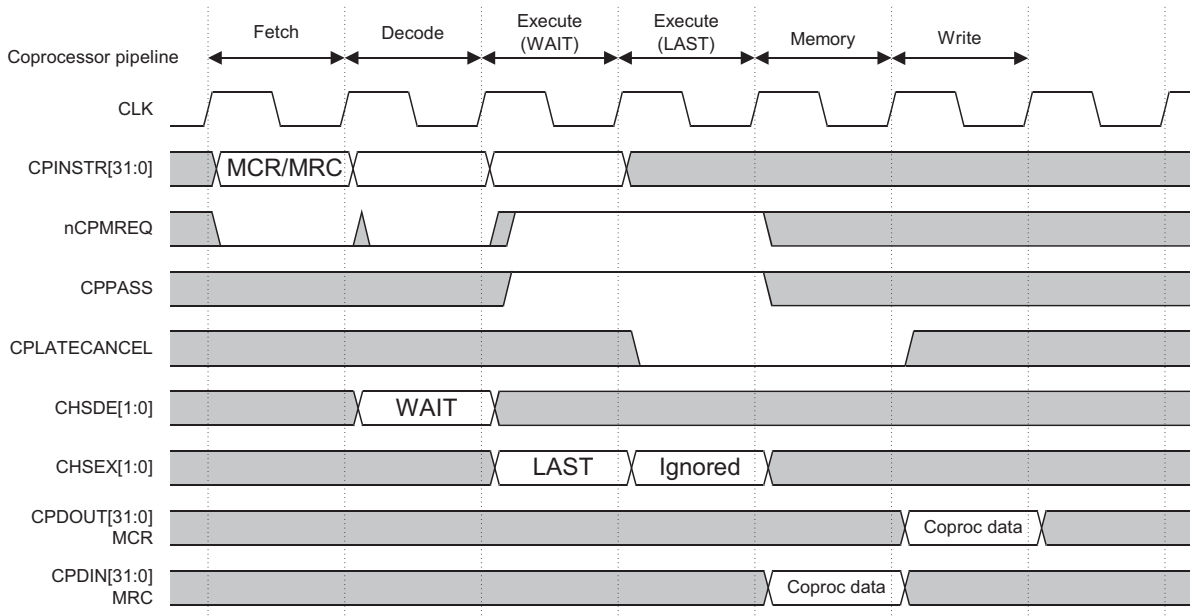 Coprocessor pipeline Fetch Decode Execute (WAIT) Execute (LAST) Memory Write
CLK
CPINSTR[31:0] MCR/MRC
nCPMREQ
CPPASS
CPLATECANCEL
CHSDE[1:0] WAIT
CHSEX[1:0] LAST Ignored
CPDOUT[31:0] Coproc data
MCR
CPDIN[31:0] Coproc data
MRC